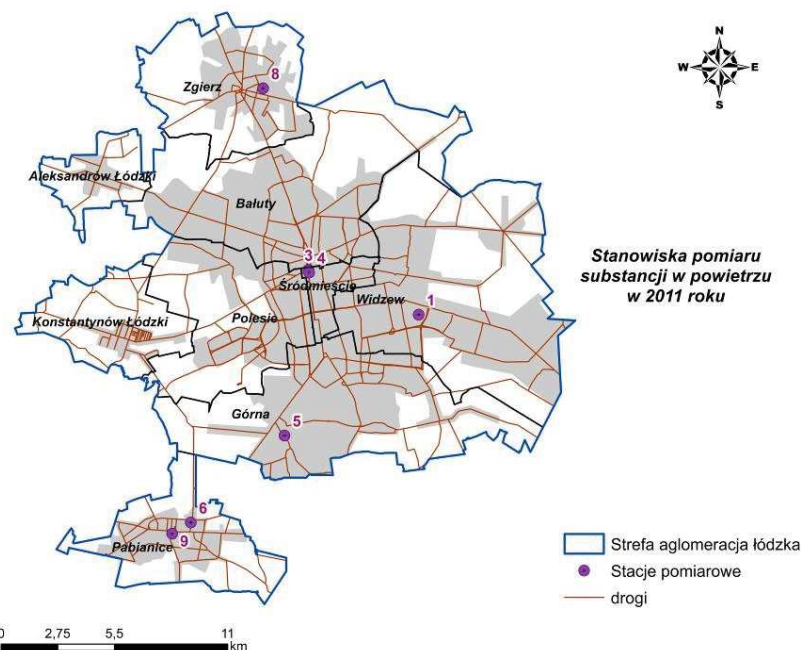 N
W E
S
8
Zgierz
Aleksandrów Łódzki
Bałuty
3 4
Śródmieście
Stanowiska pomiaru
substancji w powietrzu
w 2011 roku
1
Widzew
Polesie
Konstantynów Łódzki
Górna
5
6
9
Pabianice
Strefa aglomeracja łódzka
Stacje pomiarowe
drogi
0 2,75 5,5 11
km